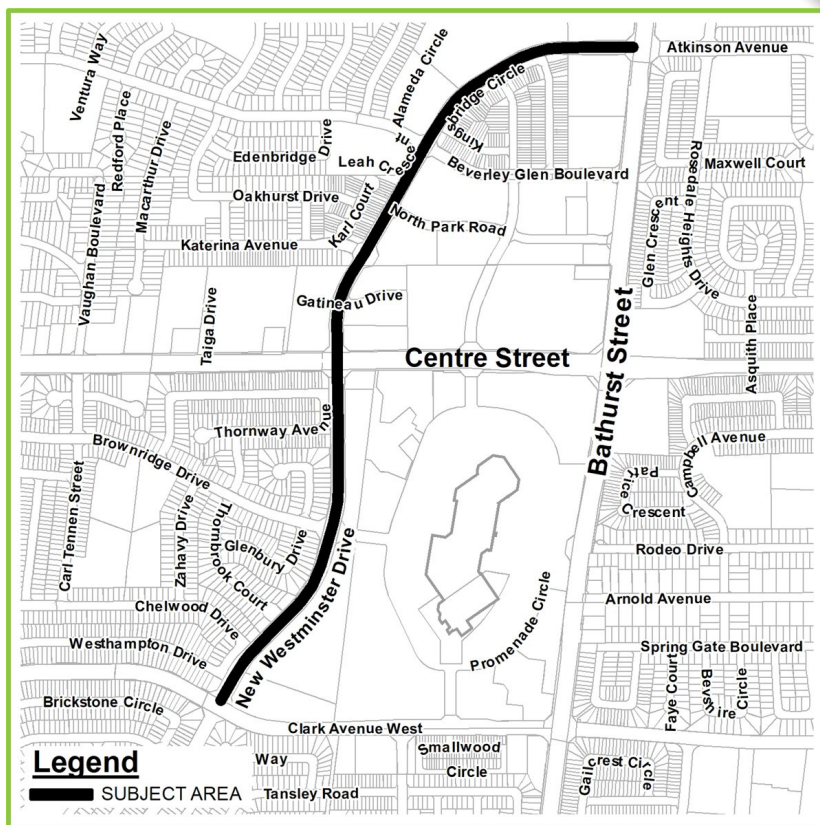 Ventura Way
Redford Place
Macarthur Drive
Vaughan Boulevard
Edenbridge Drive
Leah Crescent
Alameda Circle
Kingsbridge Circle
Atkinson Avenue
Maxwell Court
Rosedale Heights Drive
Glen Crescent
Oakhurst Drive
Karl Court
Beverley Glen Boulevard
North Park Road
Katerina Avenue
Taiga Drive
Gatineau Drive
Centre Street
Bathurst Street
Asquith Place
Thornway Avenue
Brownridge Drive
Carl Tennen Street
Zahavy Drive
Thornbrook Court
Glenbury Drive
Campbell Avenue
Patrice Crescent
Rodeo Drive
Arnold Avenue
Chelwood Drive
Westhampton Drive
New Westminster Drive
Promenade Circle
Spring Gate Boulevard
Faye Court
Bevshire Circle
Brickstone Circle
Clark Avenue West
Smallwood
Circle
Gailcrest Circle
Way
Tansley Road
Legend
SUBJECT AREA